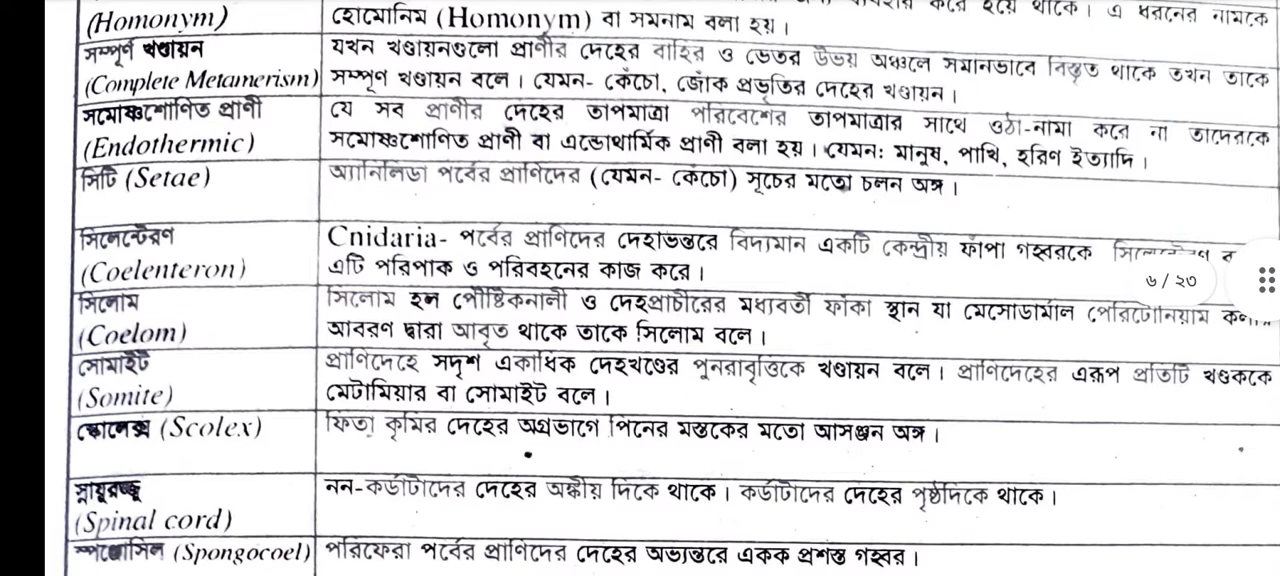 (Homonym) হোমোনিম (Homonym) বা সমনাম বলা হয়।
সম্পূর্ণ খণ্ডায়ন
(Complete Metamerism)
যখন খণ্ডায়নগুলো প্রাণীর দেহের বাহির ও ভেতর উভয় অঞ্চলে সমানভাবে বিস্তৃত থাকে তখন তাকে
সম্পূর্ণ খণ্ডায়ন বলে। যেমন- কেঁচো, জোঁক প্রভৃতির দেহের খণ্ডায়ন।
সমোষ্ণশোণিত প্রাণী
(Endothermic)
যে সব প্রাণীর দেহের তাপমাত্রা পরিবেশের তাপমাত্রার সাথে ওঠা-নামা করে না তাদেরকে
সমোষ্ণশোণিত প্রাণী বা এন্ডোথার্মিক প্রাণী বলা হয়। যেমনঃ মানুষ, পাখি, হরিণ ইত্যাদি।
সিটি (Setae)
অ্যানিলিডা পর্বের প্রাণিদের (যেমন- কেঁচো) সূচের মতো চলন অঙ্গ।
সিলেন্টেরণ
(Coelenteron)
Cnidaria- পর্বের প্রাণিদের দেহাভ্যন্তরে বিদ্যমান একটি কেন্দ্রীয় ফাঁপা গহ্বরকে
এটি পরিপাক ও পরিবহনের কাজ করে।
৬ / ২৩
সিলোম
(Coelom)
সিলোম হল পৌষ্টিকনালী ও দেহপ্রাচীরের মধ্যবর্তী ফাঁকা স্থান যা মেসোডার্মাল পেরিটোনিয়াম
আবরণ দ্বারা আবৃত থাকে তাকে সিলোম বলে।
সোমাইট
(Somite)
প্রাণিদেহে সদৃশ একাধিক দেহখণ্ডের পুনরাবৃত্তিকে খণ্ডায়ন বলে। প্রাণিদেহের এরূপ প্রতিটি খণ্ডককে
মেটামিয়ার বা সোমাইট বলে।
স্কোলেক্স (Scolex)
ফিতা কৃমির দেহের অগ্রভাগে পিনের মস্তকের মতো আসঞ্জন অঙ্গ।
স্নায়ুরজ্জু
(Spinal cord)
নন-কর্ডাটাদের দেহের অঙ্কীয় দিকে থাকে। কর্ডাটাদের দেহের পৃষ্ঠদিকে থাকে।
স্পঞ্জোসিল (Spongocoel)
পরিফেরা পর্বের প্রাণিদের দেহের অভ্যন্তরে একক প্রশস্ত গহ্বর।